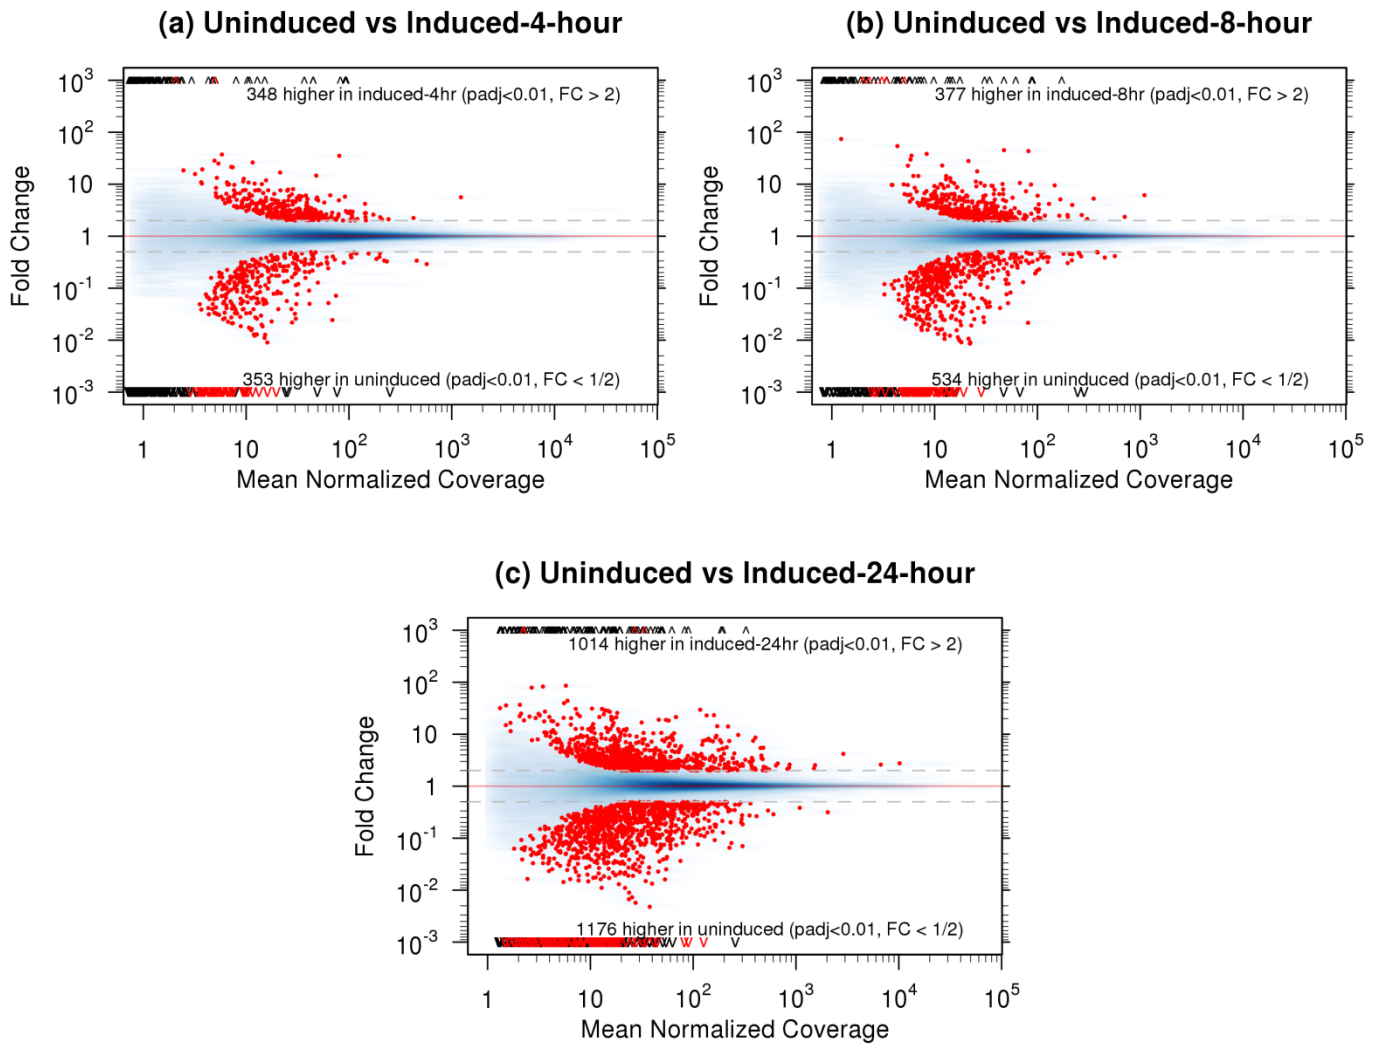 (a) Uninduced vs Induced-4-hour
Fold Change
10^3
10^2
10
1
10^-1
10^-2
10^-3
348 higher in induced-4hr (padj<0.01, FC > 2)
353 higher in uninduced (padj<0.01, FC < 1/2)
1 10 10^2 10^3 10^4 10^5
Mean Normalized Coverage
(b) Uninduced vs Induced-8-hour
Fold Change
10^3
10^2
10
1
10^-1
10^-2
10^-3
377 higher in induced-8hr (padj<0.01, FC > 2)
534 higher in uninduced (padj<0.01, FC < 1/2)
1 10 10^2 10^3 10^4 10^5
Mean Normalized Coverage
(c) Uninduced vs Induced-24-hour
Fold Change
10^3
10^2
10
1
10^-1
10^-2
10^-3
1014 higher in induced-24hr (padj<0.01, FC > 2)
1176 higher in uninduced (padj<0.01, FC < 1/2)
1 10 10^2 10^3 10^4 10^5
Mean Normalized Coverage